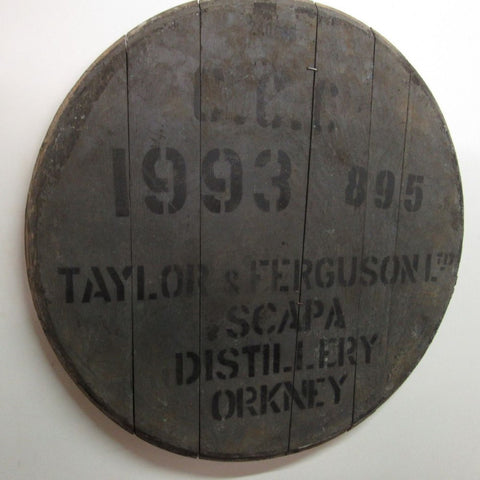 1993 895
TAYLOR & FERGUSON LTD
SCAPA
DISTILLERY
ORKNEY